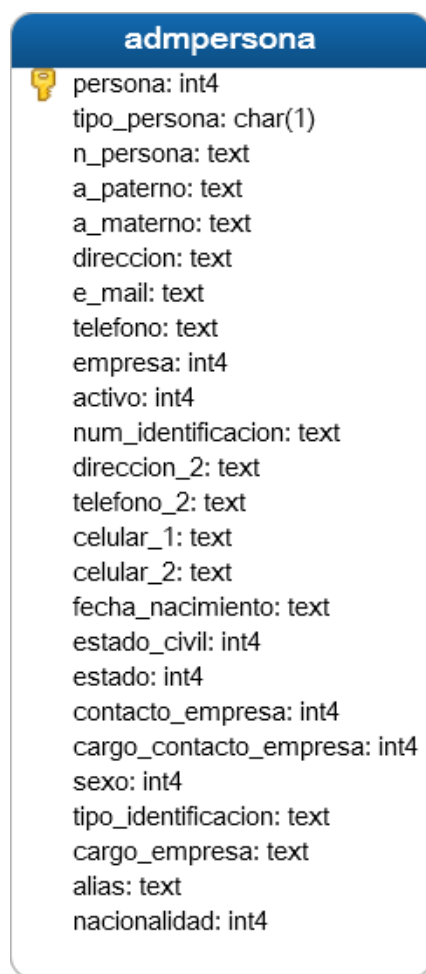 admpersona
persona: int4
tipo_persona: char(1)
n_persona: text
a_paterno: text
a_materno: text
direccion: text
e_mail: text
telefono: text
empresa: int4
activo: int4
num_identificacion: text
direccion_2: text
telefono_2: text
celular_1: text
celular_2: text
fecha_nacimiento: text
estado_civil: int4
estado: int4
contacto_empresa: int4
cargo_contacto_empresa: int4
sexo: int4
tipo_identificacion: text
cargo_empresa: text
alias: text
nacionalidad: int4